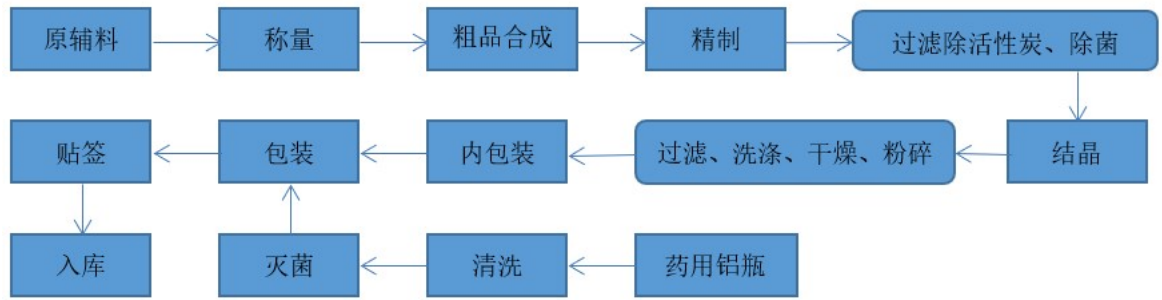 原辅料
称量
粗品合成
精制
过滤除活性炭、除菌
贴签
包装
内包装
过滤、洗涤、干燥、粉碎
结晶
入库
灭菌
清洗
药用铝瓶